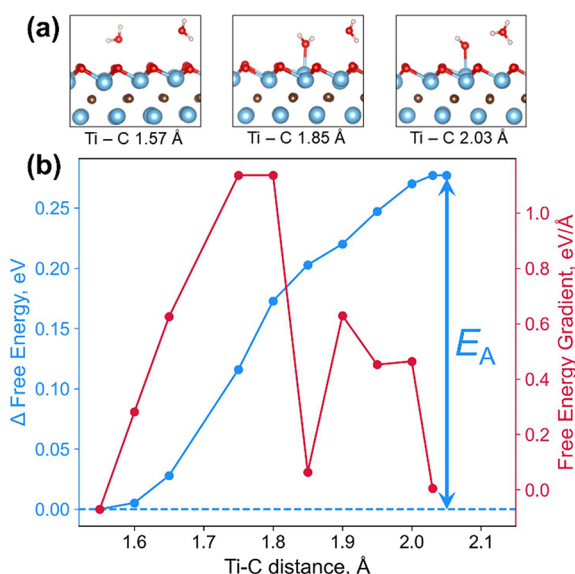 (a)
Ti – C 1.57 Å
Ti – C 1.85 Å
Ti – C 2.03 Å
(b)
Δ Free Energy, eV
0.25
0.20
0.15
0.10
0.05
0.00
E_A
1.0
0.8
0.6
0.4
0.2
0.0
Free Energy Gradient, eV/Å
1.6
1.7
1.8
1.9
2.0
2.1
Ti-C distance, Å